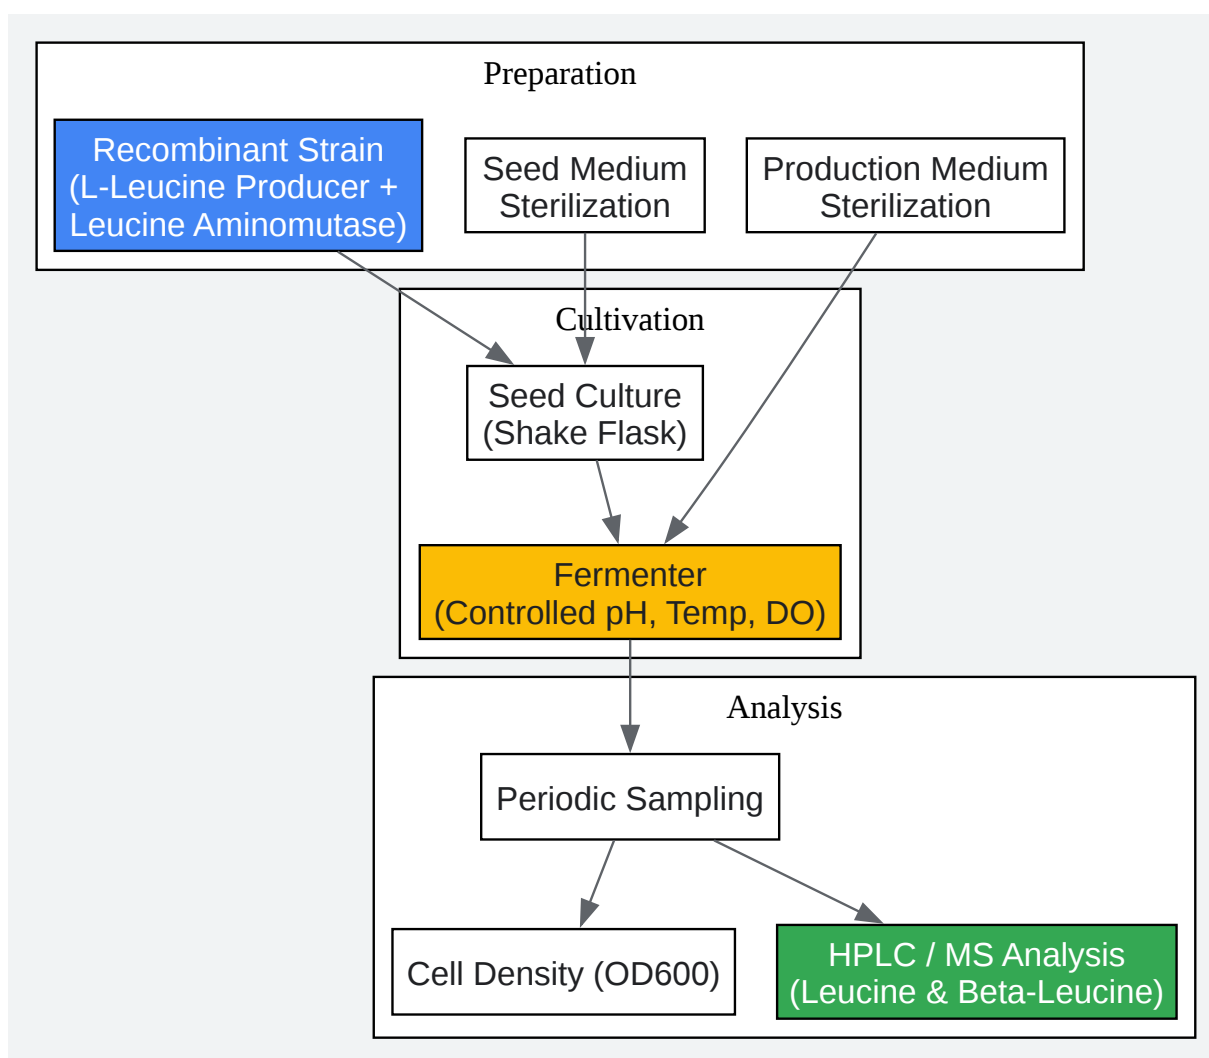 Preparation
Recombinant Strain
(L-Leucine Producer +
Leucine Aminomutase)
Seed Medium
Sterilization
Production Medium
Sterilization
Cultivation
Seed Culture
(Shake Flask)
Fermenter
(Controlled pH, Temp, DO)
Analysis
Periodic Sampling
Cell Density (OD600)
HPLC / MS Analysis
(Leucine & Beta-Leucine)